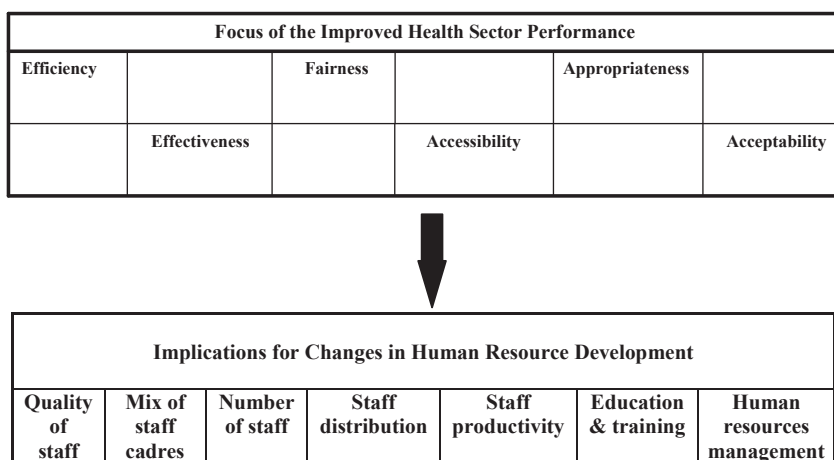 Focus of the Improved Health Sector Performance
Efficiency Fairness Appropriateness
Effectiveness Accessibility Acceptability
Implications for Changes in Human Resource Development
Quality of staff
Mix of staff cadres
Number of staff
Staff distribution
Staff productivity
Education & training
Human resources management